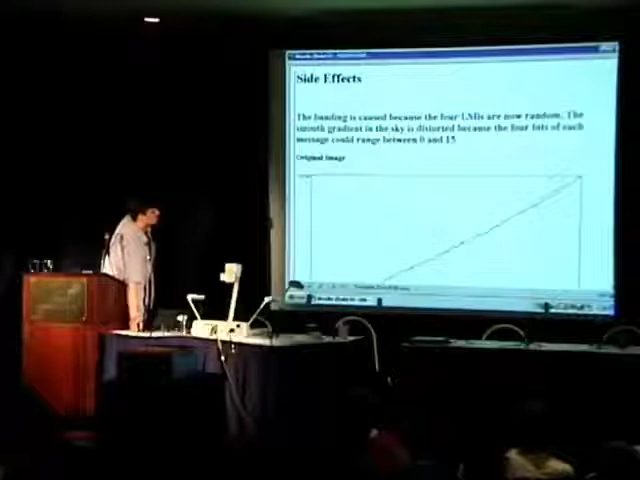 Side Effects
The banding is caused because the four LSBs are now random. The
smooth gradient in the sky is distorted because the four bits of each
message could range between 0 and 15
Original Image